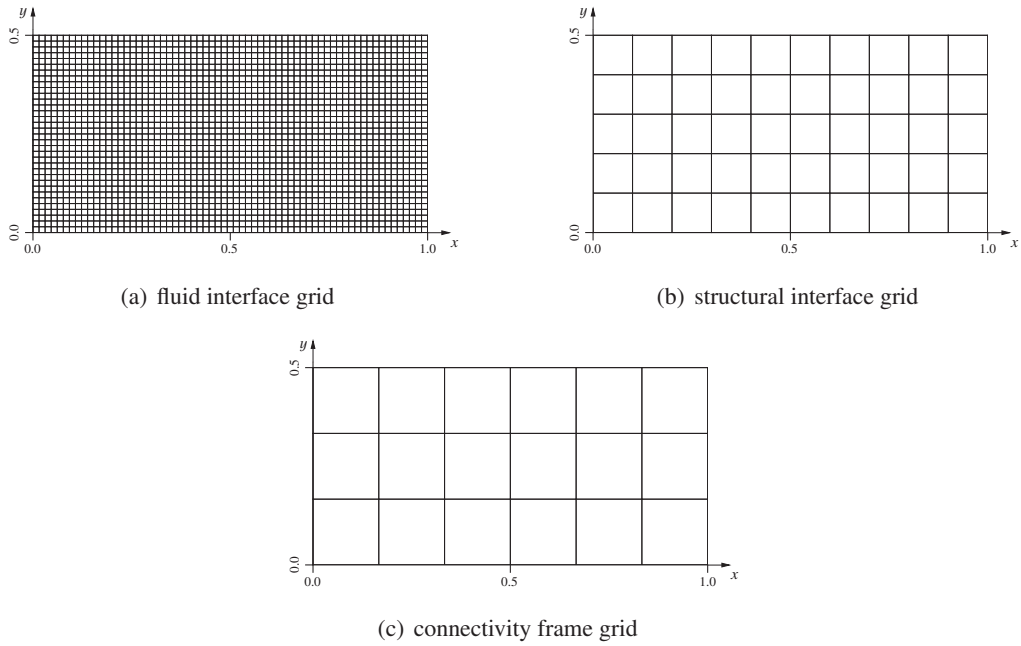 y
0.5
0.0
0.0 0.5 1.0 x
(a) fluid interface grid
y
0.5
0.0
0.0 0.5 1.0 x
(b) structural interface grid
y
0.5
0.0
0.0 0.5 1.0 x
(c) connectivity frame grid